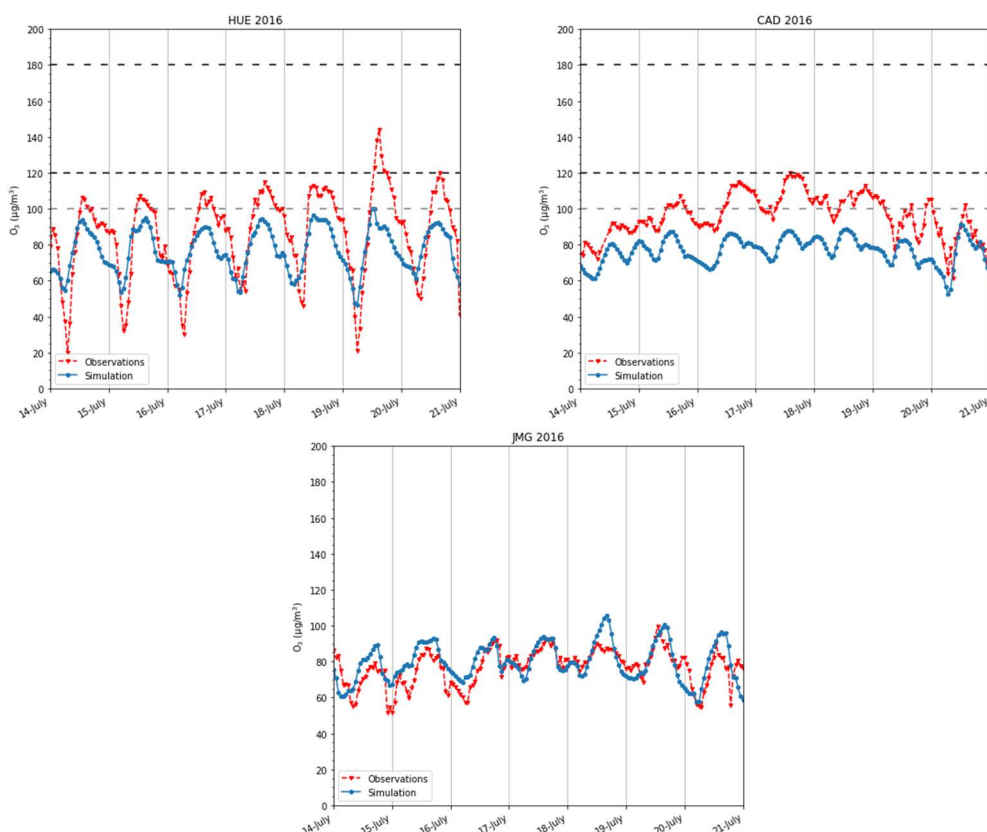 HUE 2016
O₃ (µg/m³)
200
180
160
140
120
100
80
60
40
20
0
Observations
Simulation
14-July
15-July
16-July
17-July
18-July
19-July
20-July
21-July
CAD 2016
O₃ (µg/m³)
200
180
160
140
120
100
80
60
40
20
0
Observations
Simulation
14-July
15-July
16-July
17-July
18-July
19-July
20-July
21-July
JMG 2016
O₃ (µg/m³)
200
180
160
140
120
100
80
60
40
20
0
Observations
Simulation
14-July
15-July
16-July
17-July
18-July
19-July
20-July
21-July